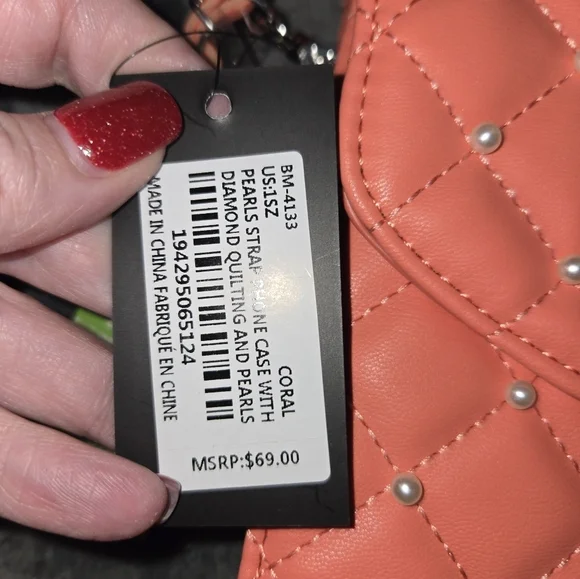 BM-4133 CORAL
US:1SZ
PEARLS STRAP PHONE CASE WITH
DIAMOND QUILTING AND PEARLS
194295065124
MADE IN CHINA FABRIQUÉ EN CHINE
MSRP:$69.00